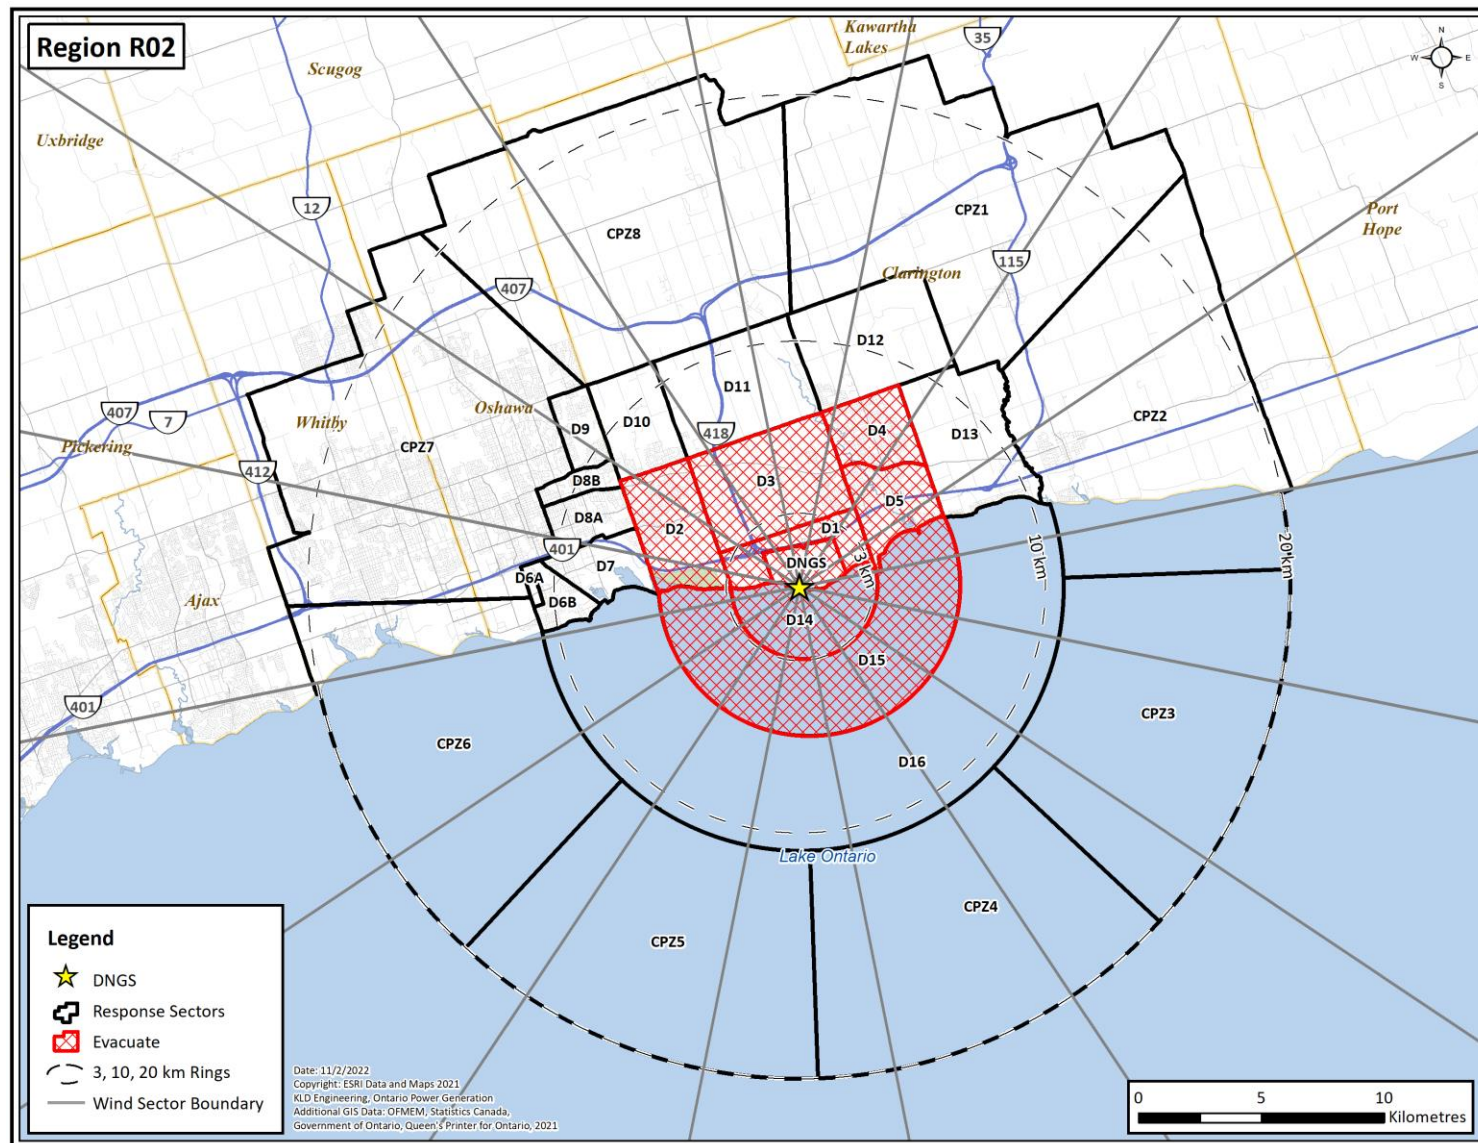 Region R02
Kawartha
Lakes
35
N
W
E
S
Scugog
Uxbridge
12
CPZ1
Port
Hope
CPZ8
115
Clarington
407
D12
D11
407
7
Oshawa
Whitby
D10
D9
418
D4
D13
CPZ2
Pickering
CPZ7
412
D8B
D3
D8A
D2
D5
D1
401
D7
DNGS
3 km
10 km
20 km
D6A
D6B
Ajax
D14
D15
401
CPZ6
CPZ3
D16
Lake Ontario
CPZ4
CPZ5
Legend
DNGS
Response Sectors
Evacuate
3, 10, 20 km Rings
Wind Sector Boundary
Date: 11/2/2022
Copyright: ESRI Data and Maps 2021
KLD Engineering, Ontario Power Generation
Additional GIS Data: OFMEM, Statistics Canada,
Government of Ontario, Queen's Printer for Ontario, 2021
0 5 10
Kilometres